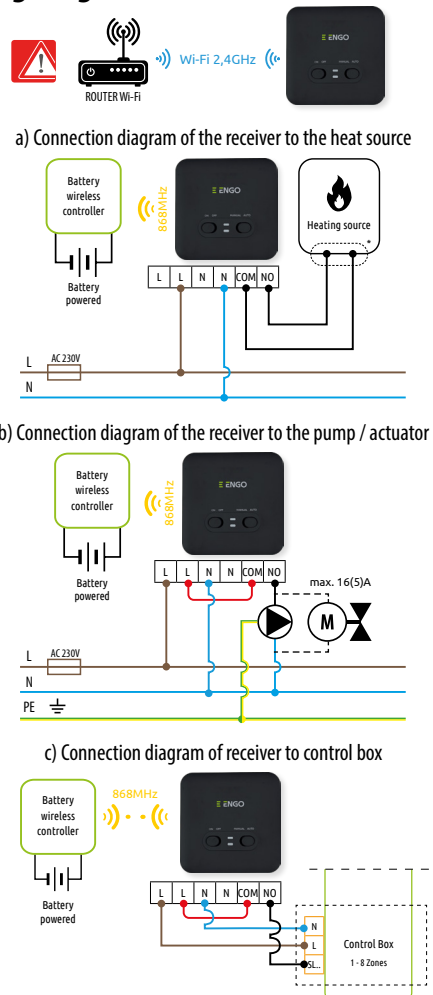 Wi-Fi 2,4GHz
ENGO
ROUTER Wi-Fi
a) Connection diagram of the receiver to the heat source
Battery
wireless
controller
868MHz
ENGO
Heating source
*
Battery
powered
L L N N COM NO
L AC 230V
N
b) Connection diagram of the receiver to the pump / actuator
Battery
wireless
controller
868MHz
ENGO
Battery
powered
L L N N COM NO
max. 16(5)A
M
L AC 230V
N
PE
c) Connection diagram of receiver to control box
Battery
wireless
controller
868MHz
ENGO
Battery
powered
L L N N COM NO
N
L
SL..
Control Box
1 - 8 Zones